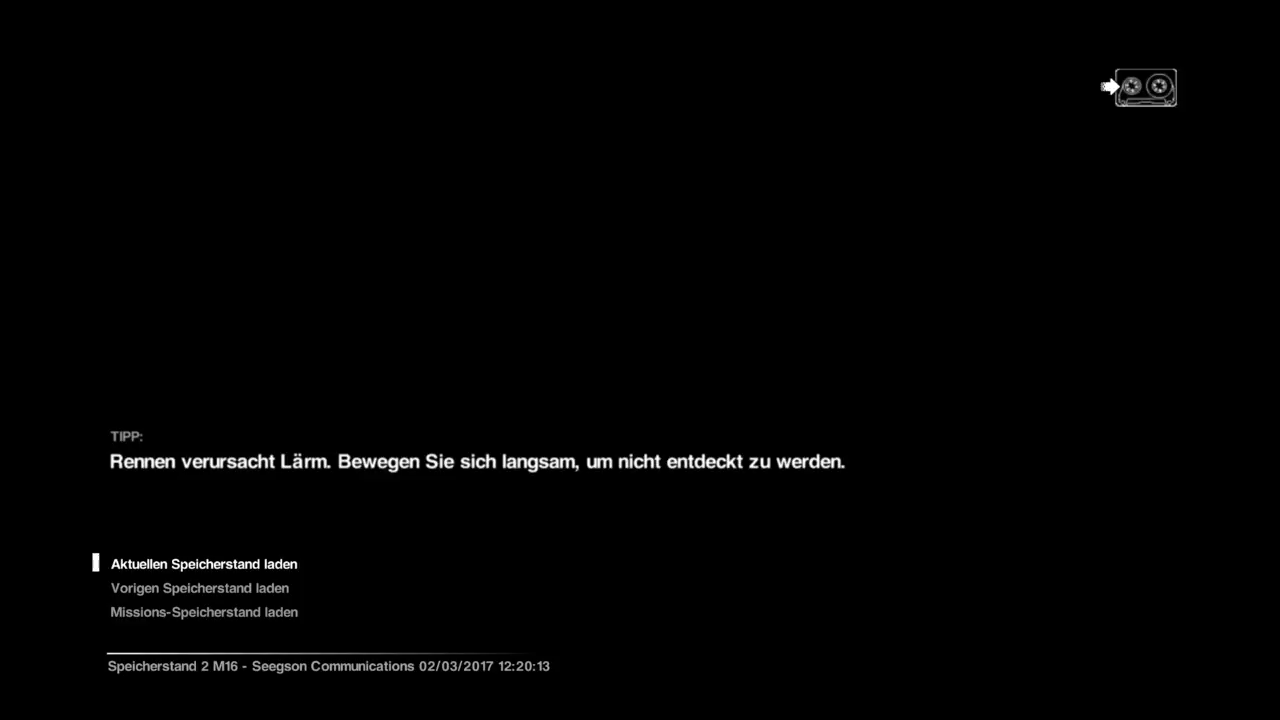 TIPP:
Rennen verursacht Lärm. Bewegen Sie sich langsam, um nicht entdeckt zu werden.
Aktuellen Speicherstand laden
Vorigen Speicherstand laden
Missions-Speicherstand laden
Speicherstand 2 M16 - Seegson Communications 02/03/2017 12:20:13